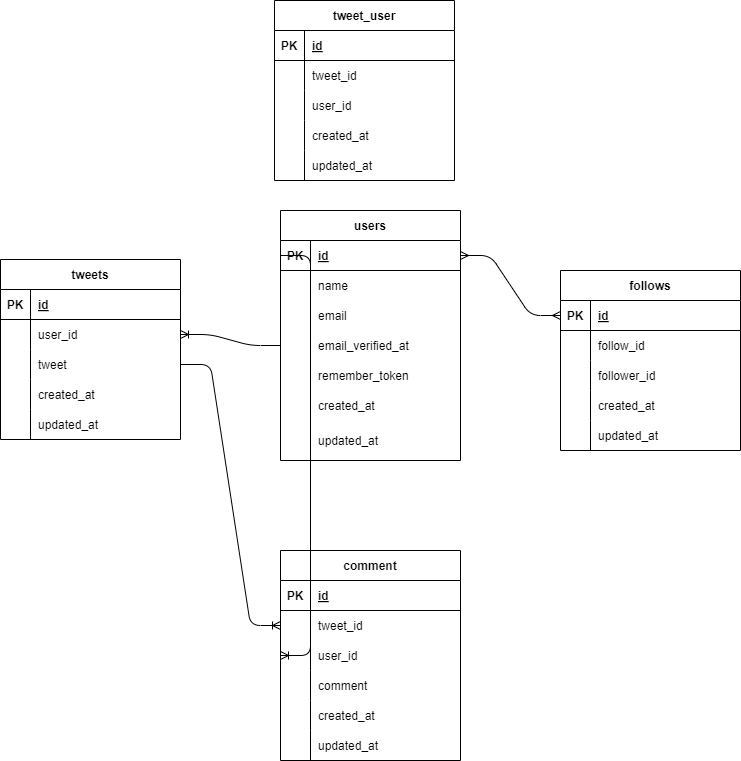 tweet_user
PK id
tweet_id
user_id
created_at
updated_at
users
PK id
name
email
email_verified_at
remember_token
created_at
updated_at
tweets
PK id
user_id
tweet
created_at
updated_at
follows
PK id
follow_id
follower_id
created_at
updated_at
comment
PK id
tweet_id
user_id
comment
created_at
updated_at